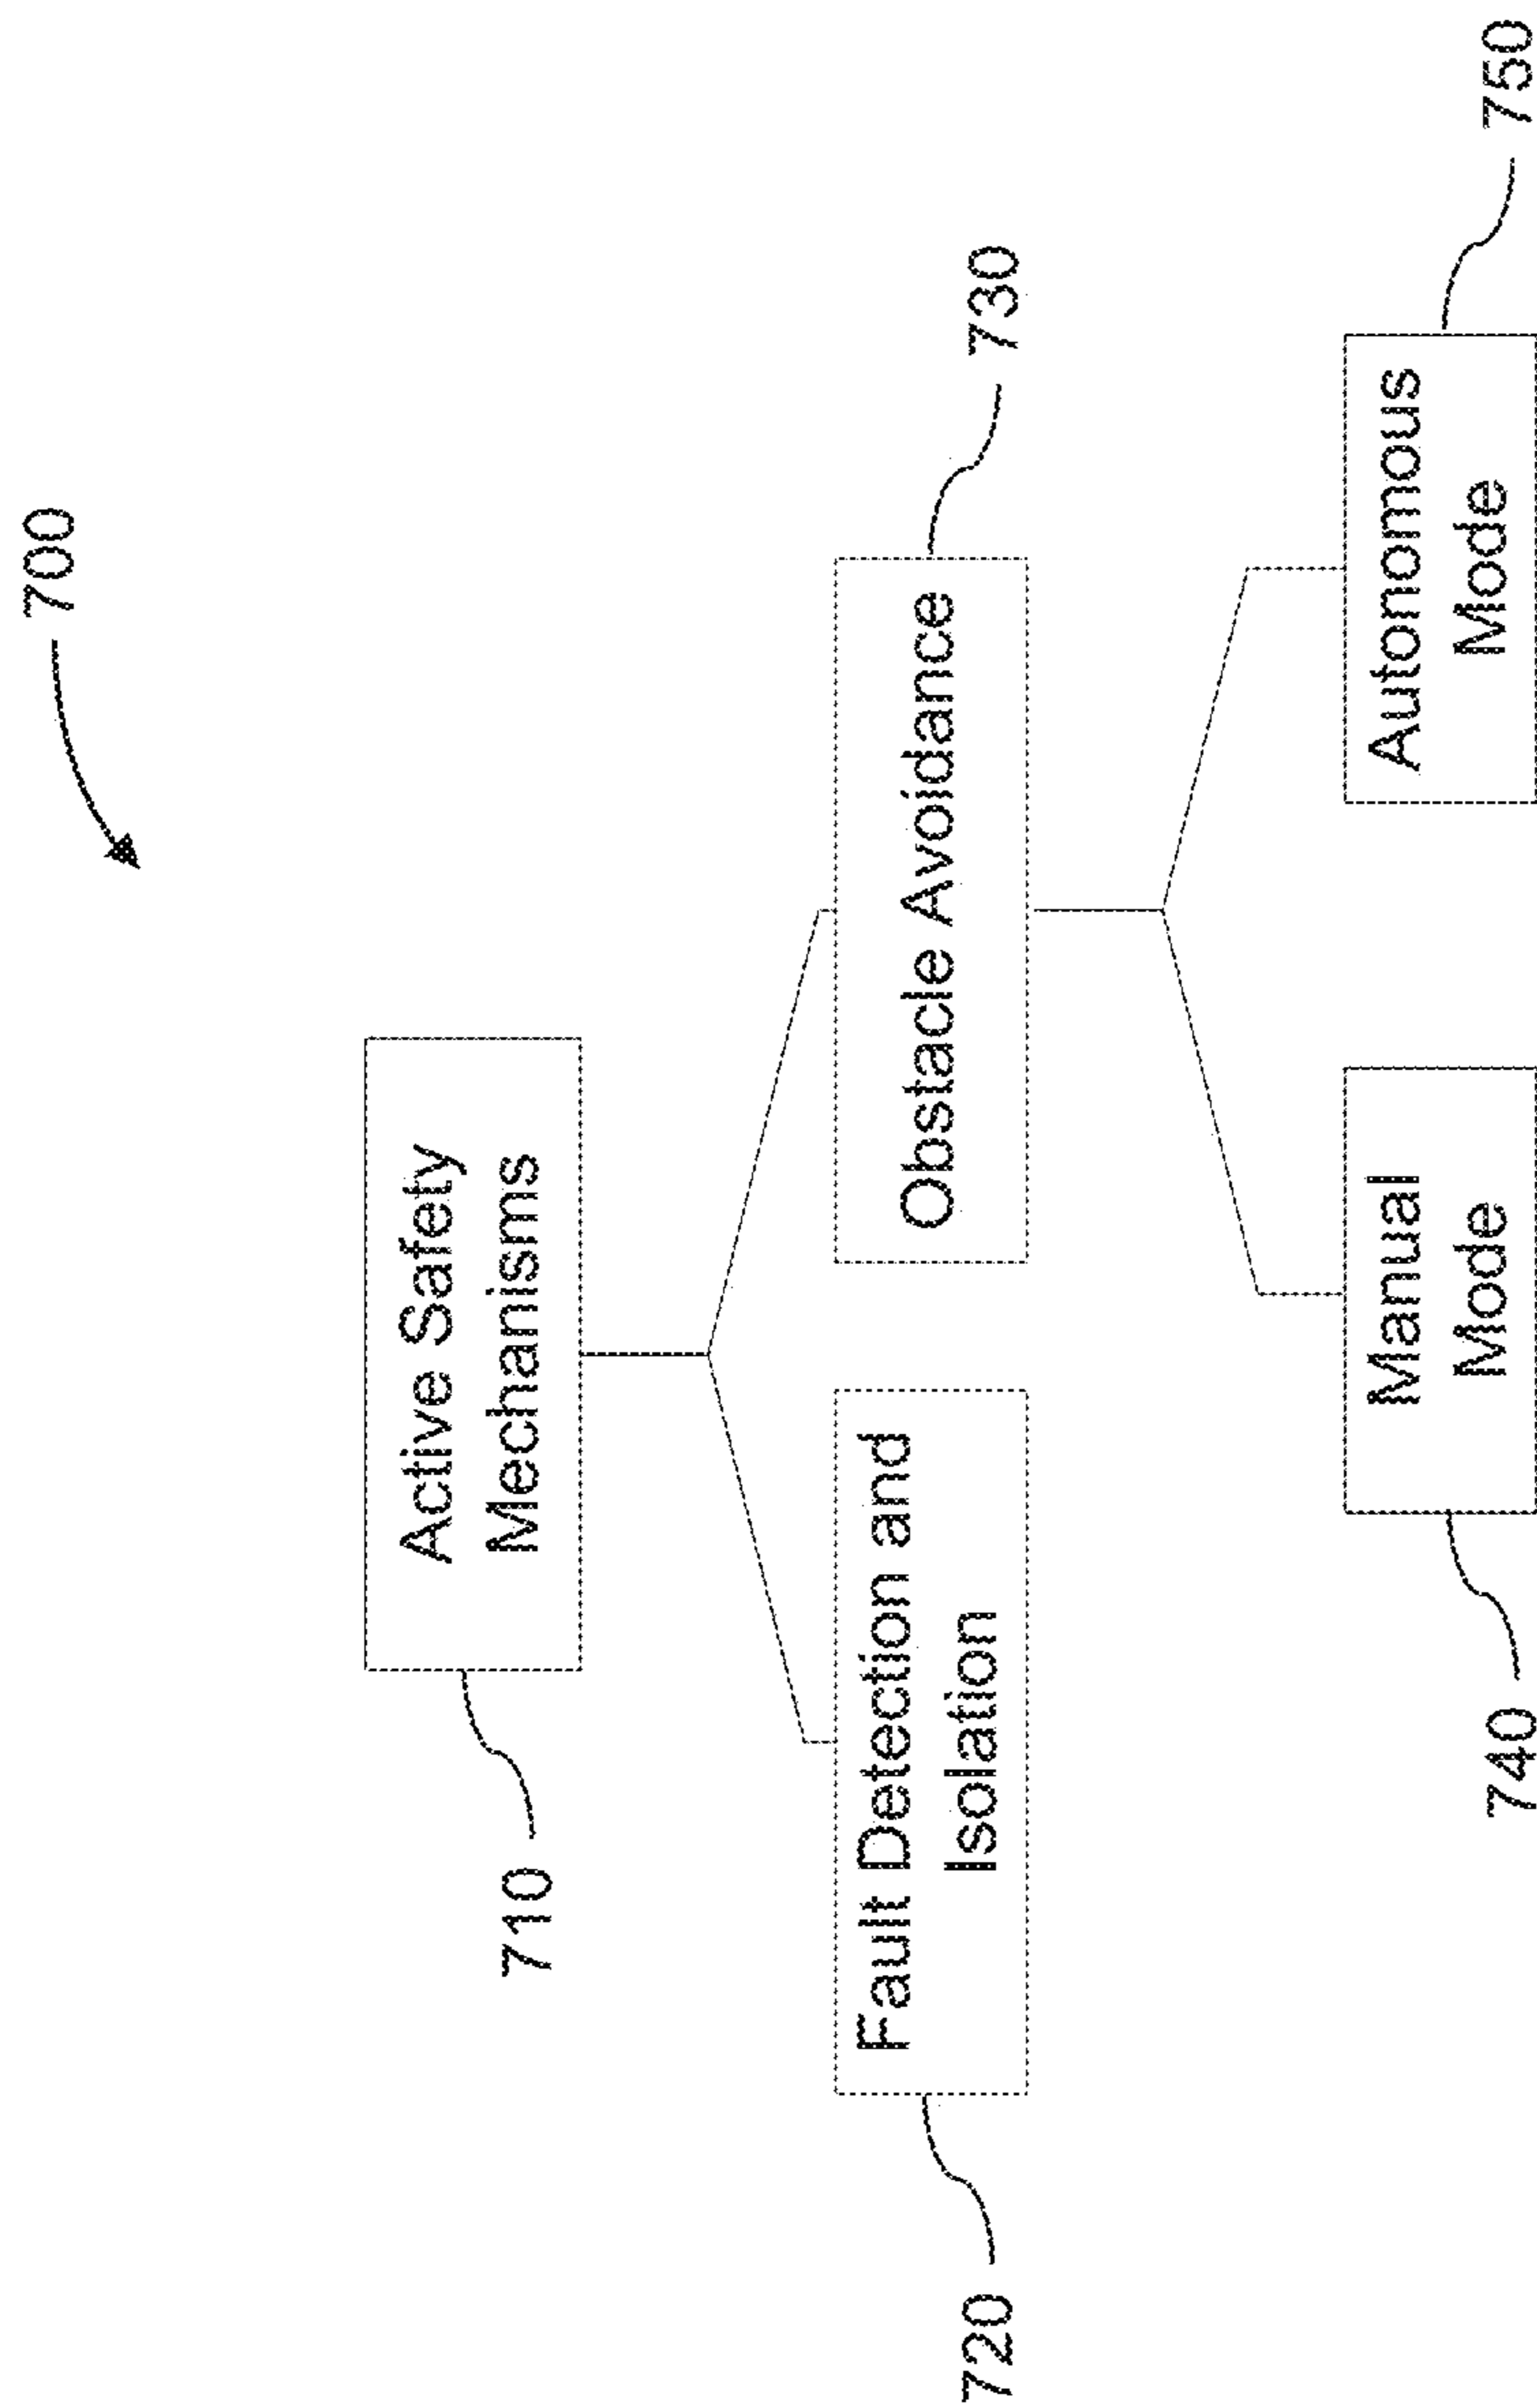 700
Active Safety
Mechanisms
710
Fault Detection and
Isolation
720
Obstacle Avoidance
730
Manual
Mode
740
Autonomous
Mode
750